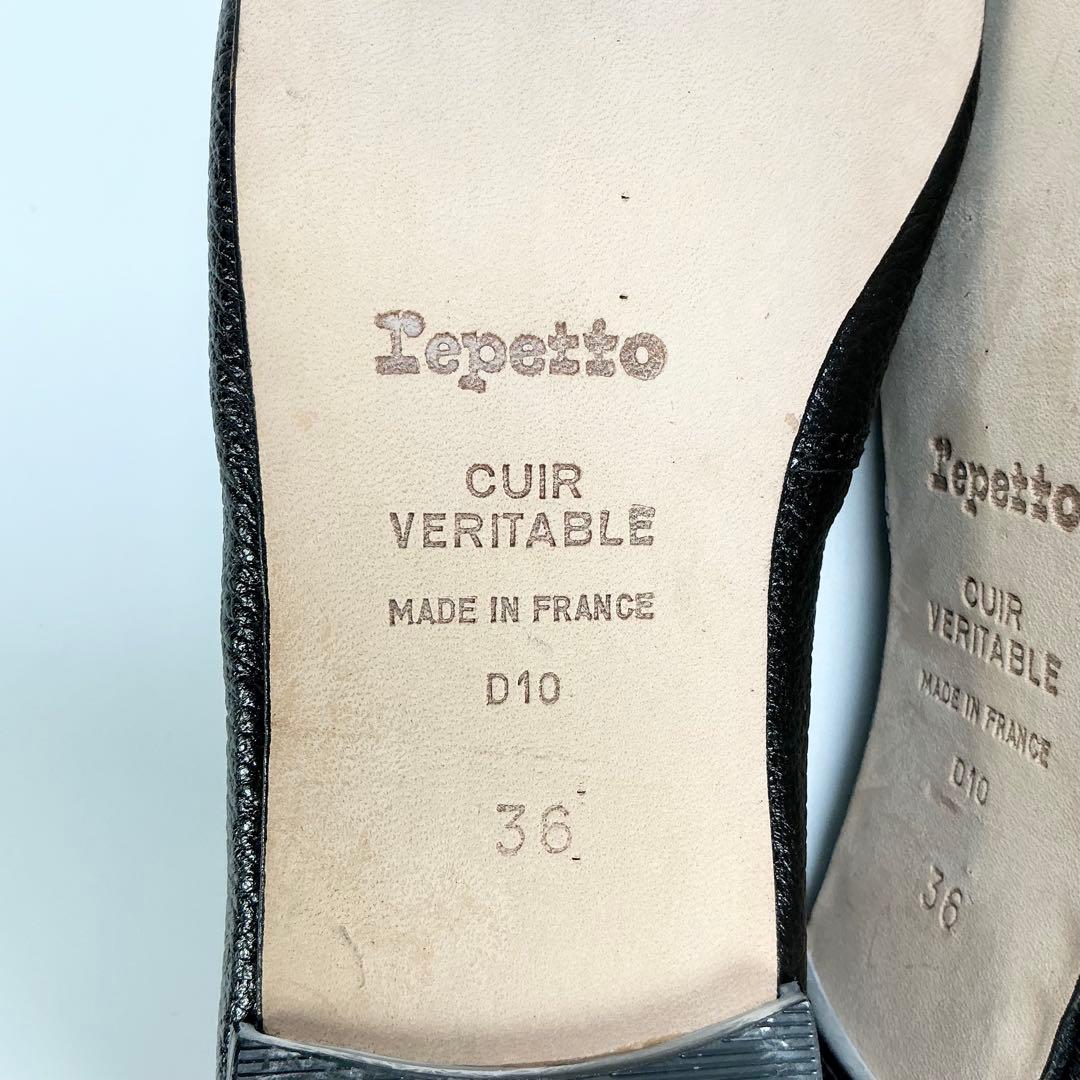 repetto
CUIR
VERITABLE
MADE IN FRANCE
D10
36
repetto
CUIR
VERITABLE
MADE IN FRANCE
D10
36